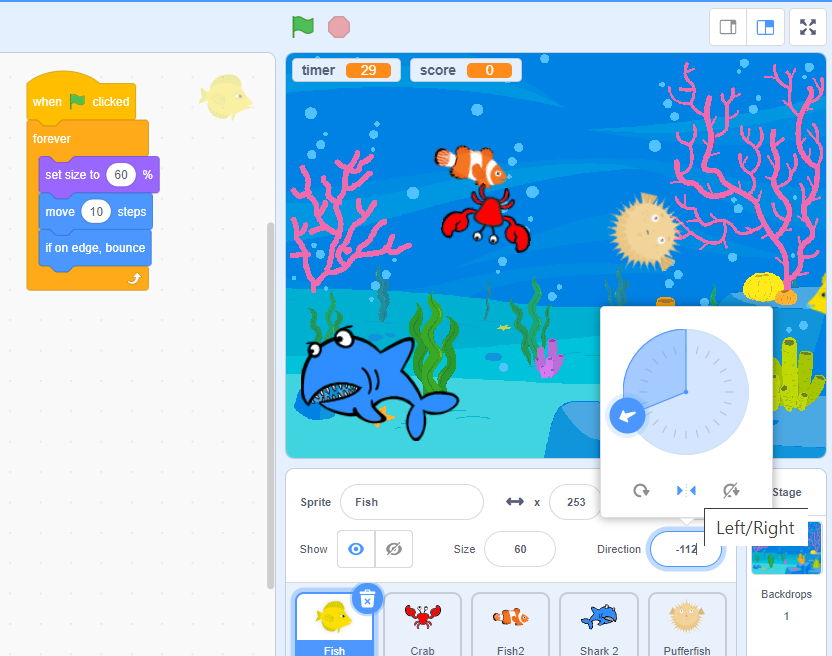 when clicked
forever
set size to 60 %
move 10 steps
if on edge, bounce
timer 29
score 0
Left/Right
Sprite Fish x 253
Stage
Show Size 60 Direction -112
Backdrops
1
Fish Crab Fish2 Shark 2 Pufferfish